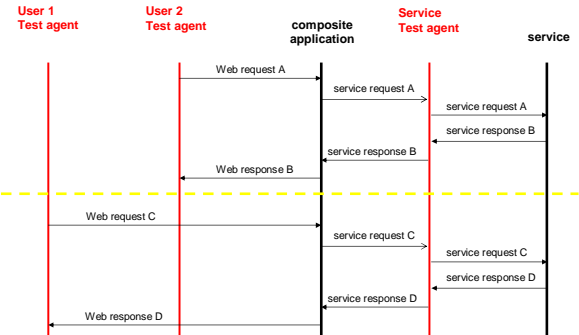 User 1
Test agent
User 2
Test agent
composite
application
Service
Test agent
service
Web request A
service request A
service request A
service response B
service response B
Web response B
Web request C
service request C
service request C
service response D
service response D
Web response D